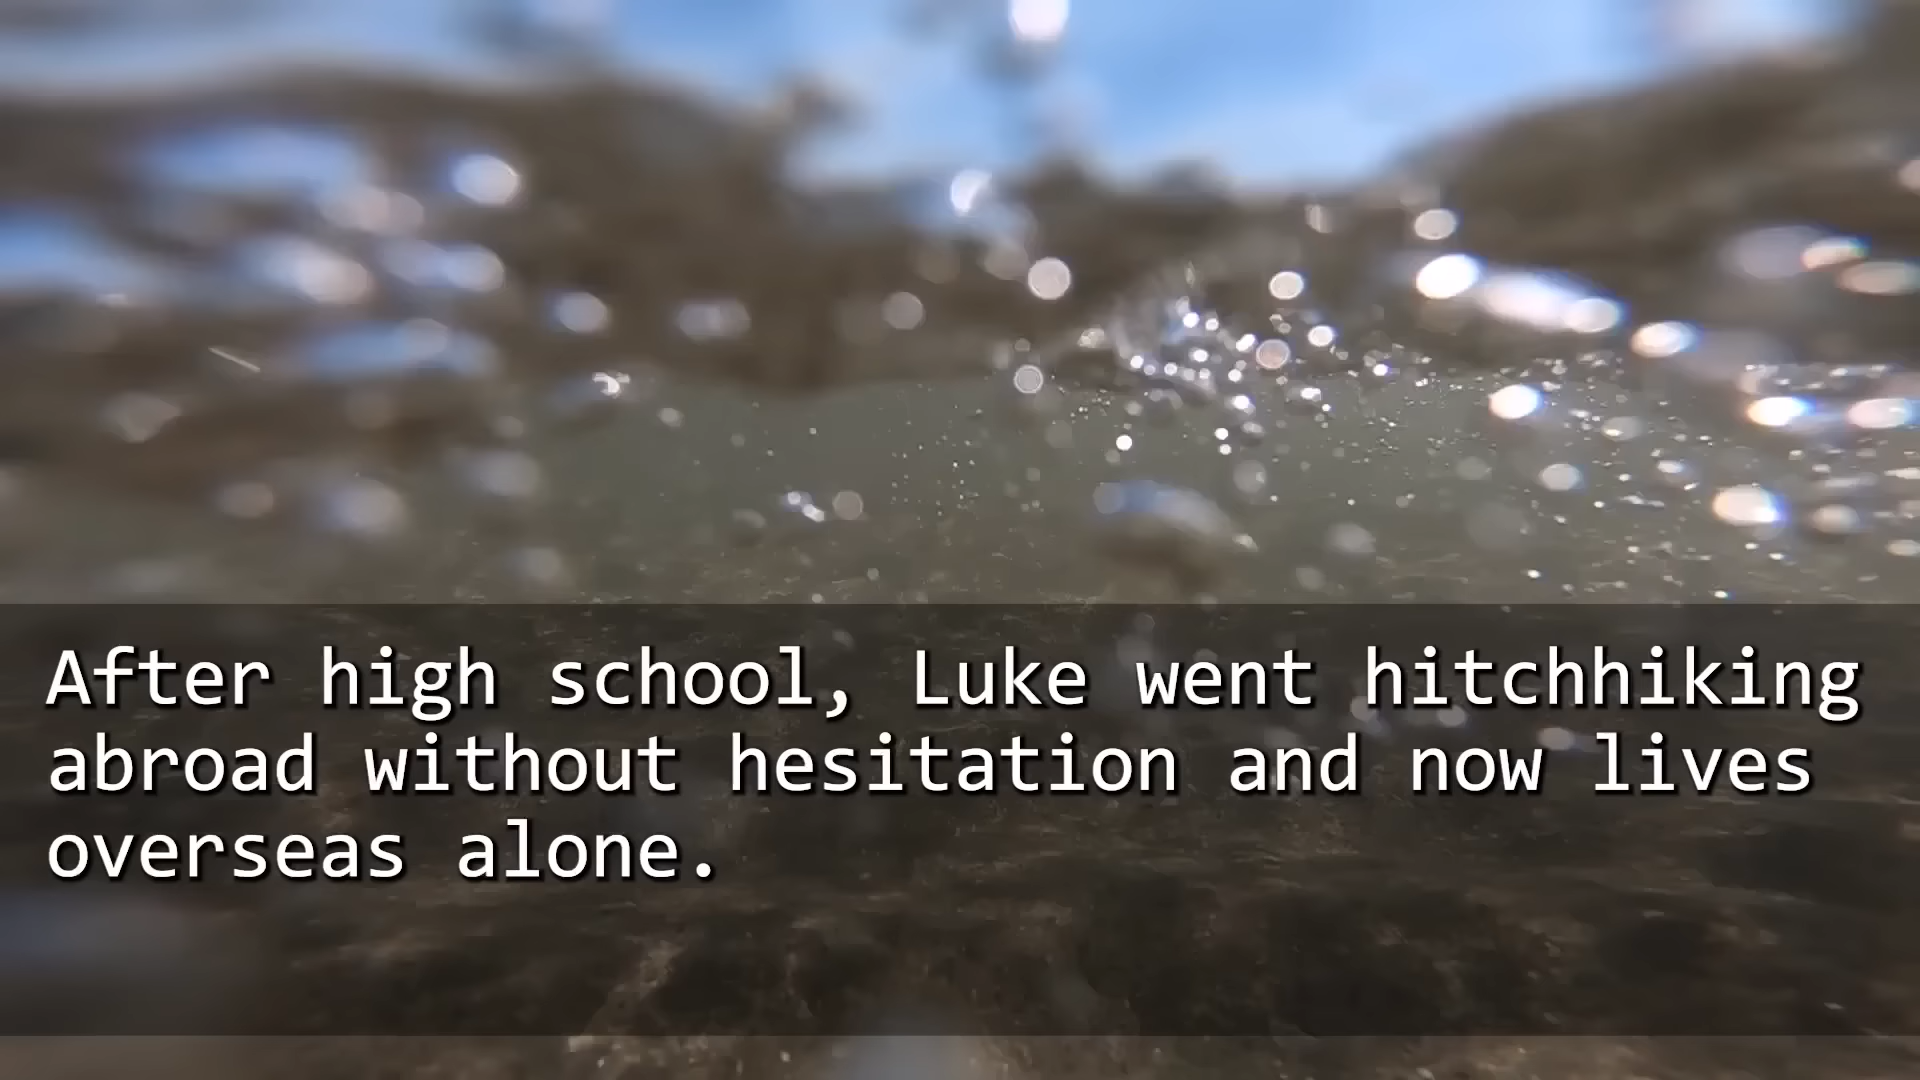 After high school, Luke went hitchhiking
abroad without hesitation and now lives
overseas alone.